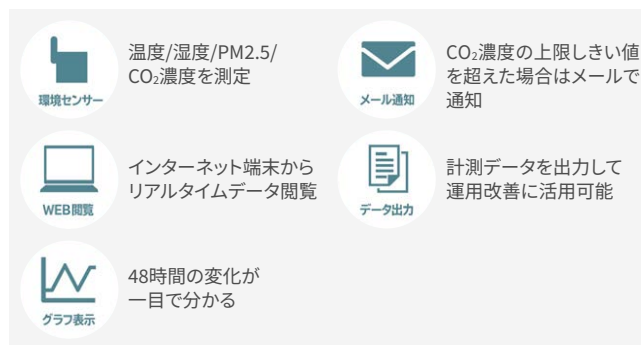 環境センサー
温度/湿度/PM2.5/
CO₂濃度を測定
メール通知
CO₂濃度の上限しきい値
を超えた場合はメールで
通知
WEB閲覧
インターネット端末から
リアルタイムデータ閲覧
データ出力
計測データを出力して
運用改善に活用可能
グラフ表示
48時間の変化が
一目で分かる